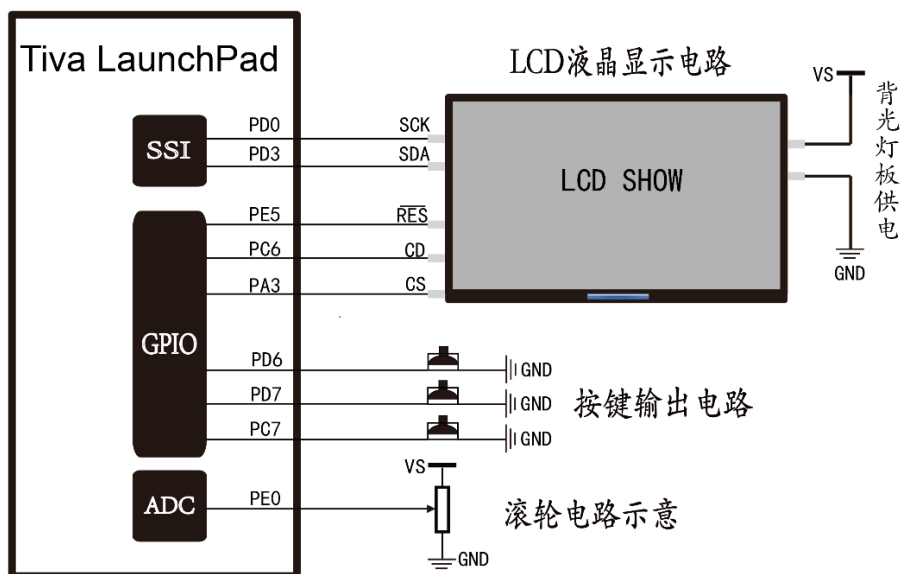 Tiva LaunchPad
LCD液晶显示电路
VS
背光灯板供电
SSI
PD0
SCK
PD3
SDA
LCD SHOW
PE5
RES
PC6
CD
GND
PA3
CS
GPIO
PD6
GND
PD7
GND
按键输出电路
PC7
GND
VS
ADC
PE0
滚轮电路示意
GND